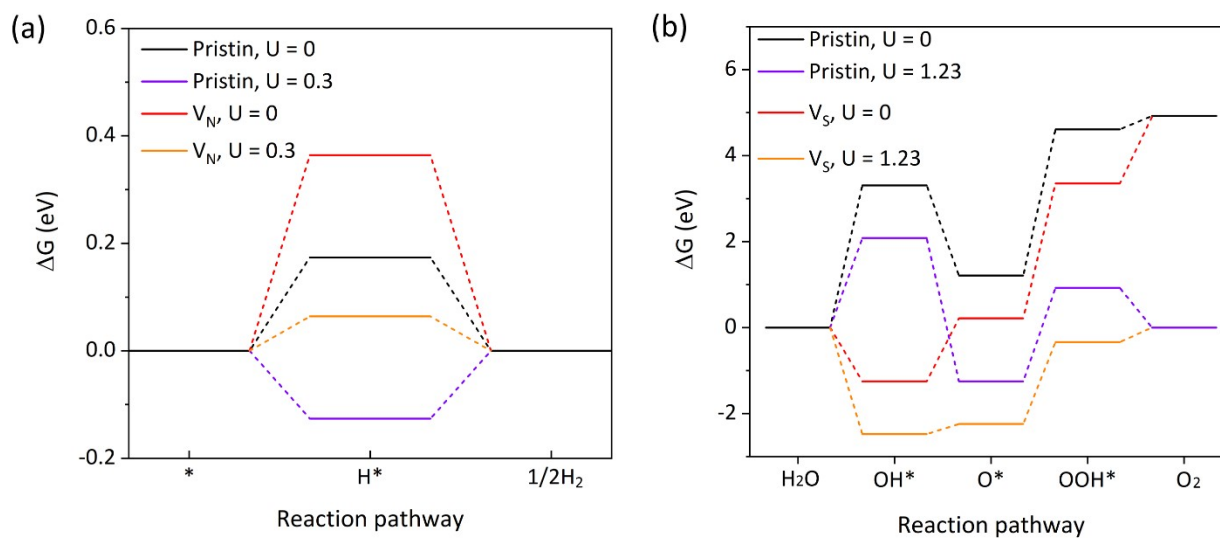 (a)
0.6
0.4
0.2
0.0
-0.2
ΔG (eV)
Pristin, U = 0
Pristin, U = 0.3
V_N, U = 0
V_N, U = 0.3
*
H*
1/2H₂
Reaction pathway
(b)
6
4
2
0
-2
ΔG (eV)
Pristin, U = 0
Pristin, U = 1.23
V_S, U = 0
V_S, U = 1.23
H₂O
OH*
O*
OOH*
O₂
Reaction pathway